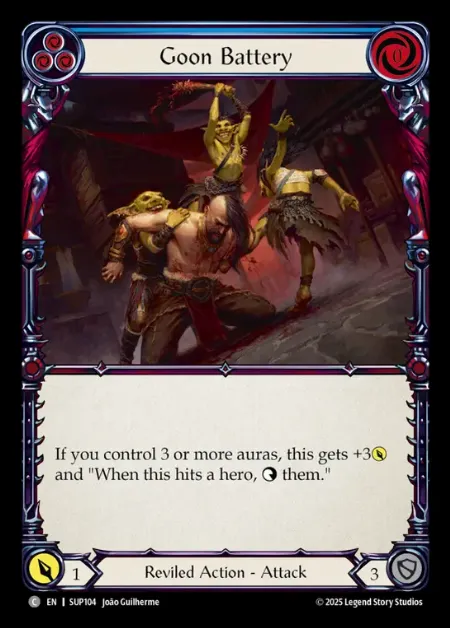 Goon Battery
0
If you control 3 or more auras, this gets +3
and "When this hits a hero, them."
1
Reviled Action - Attack
3
C EN | SUP104 João Guilherme
© 2025 Legend Story Studios